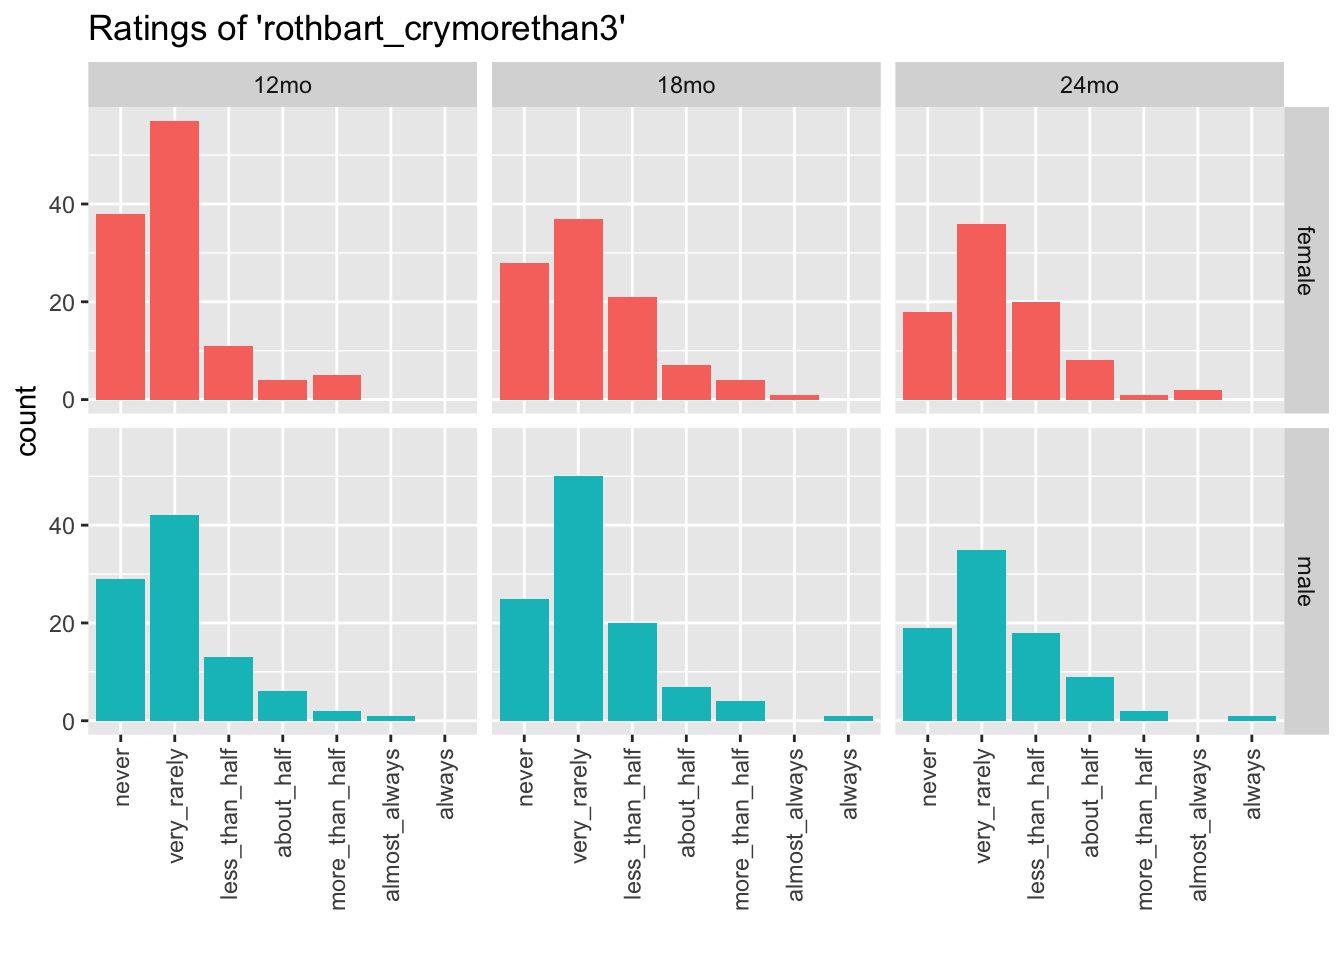 Ratings of 'rothbart_crymorethan3'
12mo 18mo 24mo
40
20
0
female
count
40
20
0
male
never very_rarely less_than_half about_half more_than_half almost_always always never very_rarely less_than_half about_half more_than_half almost_always always never very_rarely less_than_half about_half more_than_half almost_always always